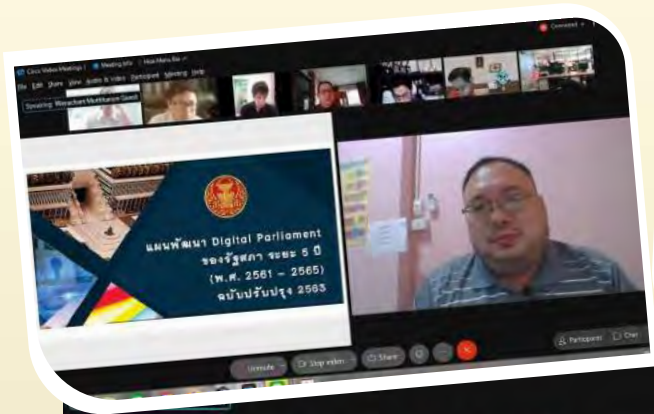 Cisco Webex Meetings
Meeting Info
Hide Menu Bar
Connected
File Edit Share View Audio & Video Participant Meeting Help
Speaking:
แผนพัฒนา Digital Parliament
ของรัฐสภา ระยะ 5 ปี
(พ.ศ. 2561 – 2565)
ฉบับปรับปรุง 2563
Unmute
Stop video
Share
Participants
Chat